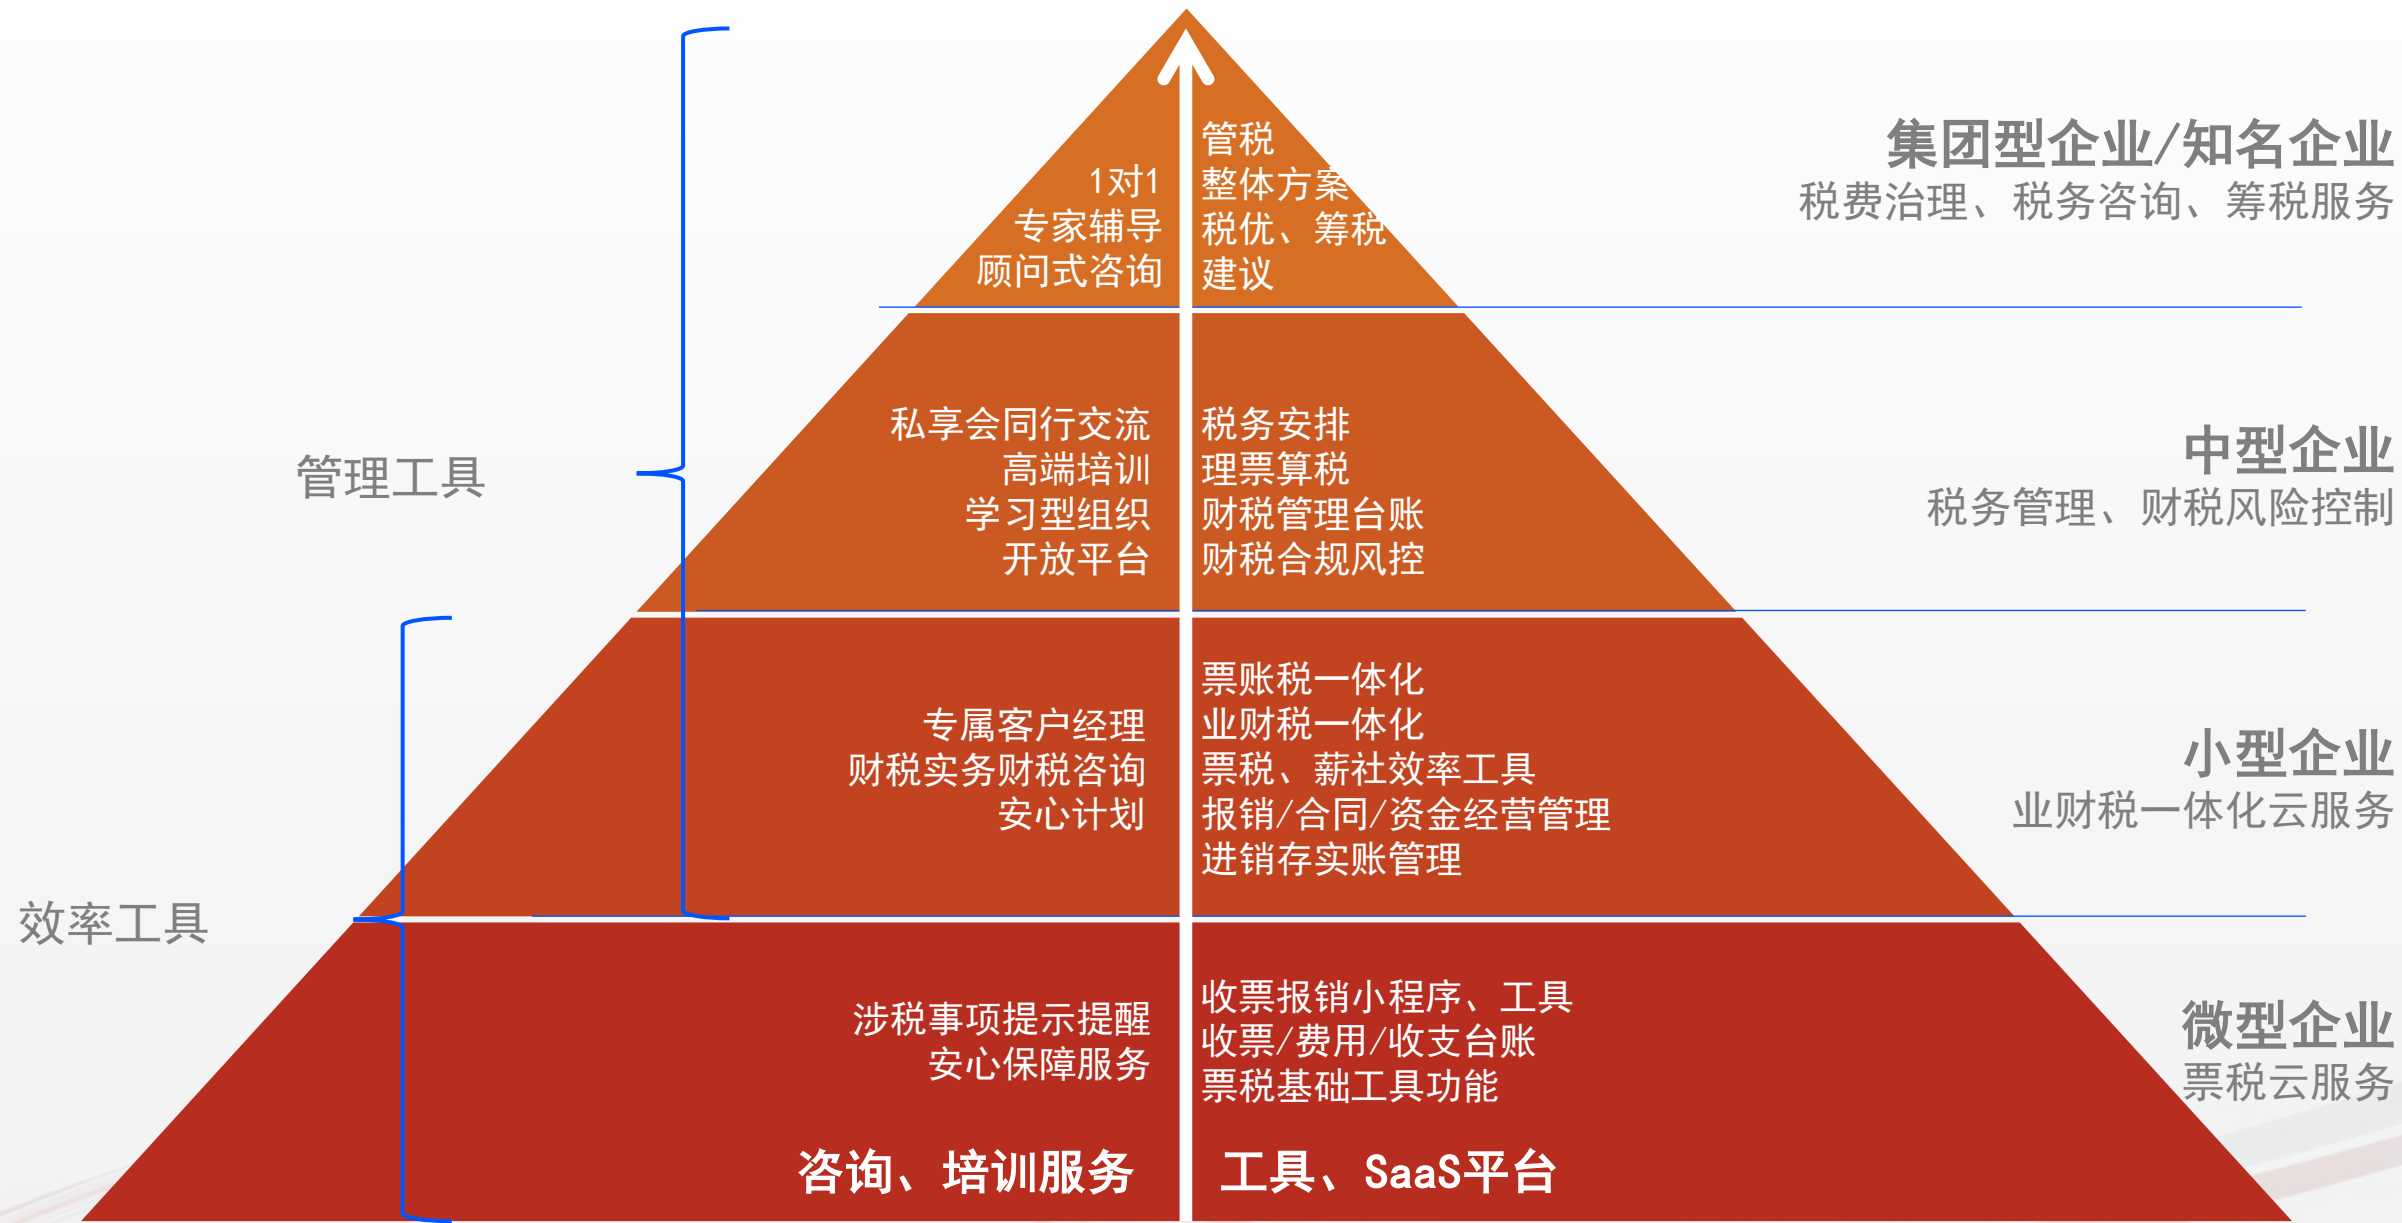 1对1
专家辅导
顾问式咨询
管税
整体方案
税优、筹税
建议
集团型企业/知名企业
税费治理、税务咨询、筹税服务
管理工具
私享会同行交流
高端培训
学习型组织
开放平台
税务安排
理票算税
财税管理台账
财税合规风控
中型企业
税务管理、财税风险控制
专属客户经理
财税实务财税咨询
安心计划
票账税一体化
业财税一体化
票税、薪社效率工具
报销/合同/资金经营管理
进销存实账管理
小型企业
业财税一体化云服务
效率工具
涉税事项提示提醒
安心保障服务
收票报销小程序、工具
收票/费用/收支台账
票税基础工具功能
微型企业
票税云服务
咨询、培训服务
工具、SaaS平台